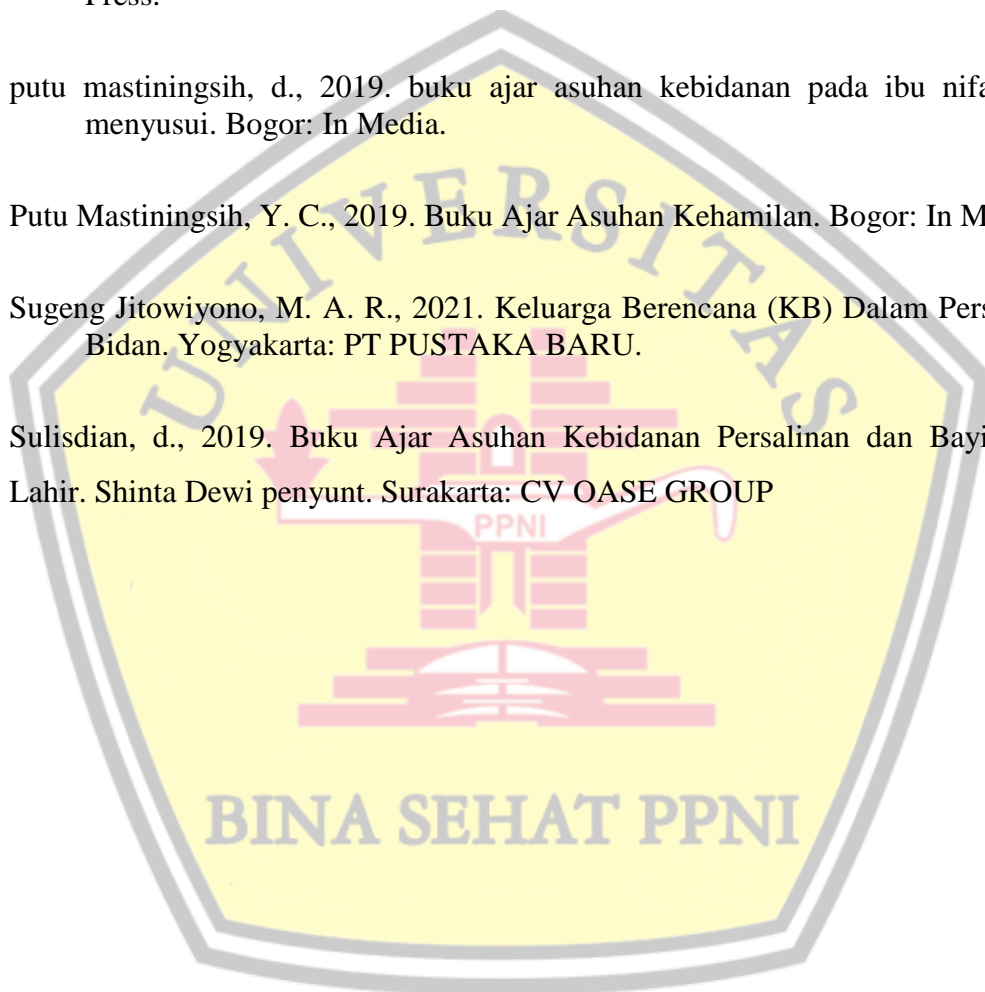 Press.
putu mastiningsih, d., 2019. buku ajar asuhan kebidanan pada ibu
menyusui. Bogor: In Media.
Putu Mastiningsih, Y. C., 2019. Buku Ajar Asuhan Kehamilan. Bogor: In
Sugeng Jitowiyono, M. A. R., 2021. Keluarga Berencana (KB) Dalam
Bidan. Yogyakarta: PT PUSTAKA BARU.
Sulisdian, d., 2019. Buku Ajar Asuhan Kebidanan Persalinan dan Bayi
Lahir. Shinta Dewi penyunt. Surakarta: CV OASE GROUP
UNIVERSITAS
PPNI
BINA SEHAT PPNI